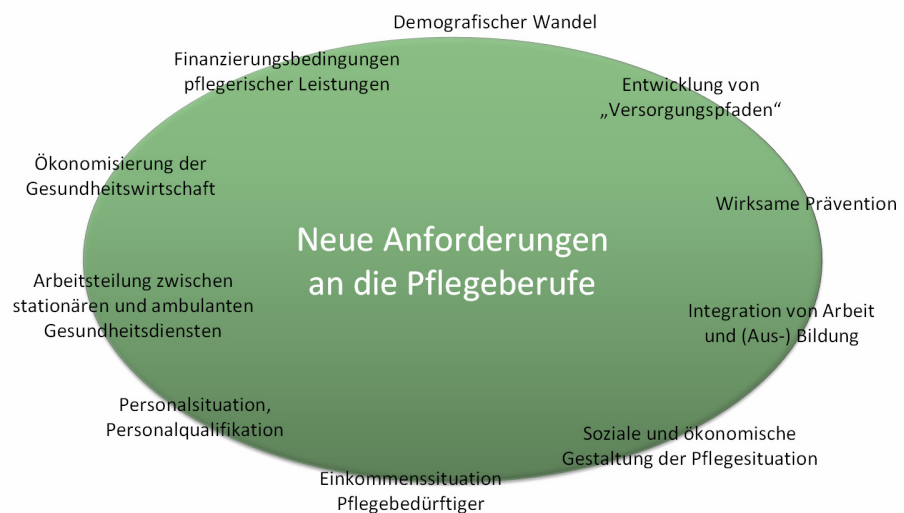 Demografischer Wandel
Finanzierungsbedingungen
pflegerischer Leistungen
Entwicklung von
„Versorgungspfaden“
Ökonomisierung der
Gesundheitswirtschaft
Wirksame Prävention
Neue Anforderungen
an die Pflegeberufe
Arbeitsteilung zwischen
stationären und ambulanten
Gesundheitsdiensten
Integration von Arbeit
und (Aus-) Bildung
Personalsituation,
Personalqualifikation
Soziale und ökonomische
Gestaltung der Pflegesituation
Einkommenssituation
Pflegebedürftiger